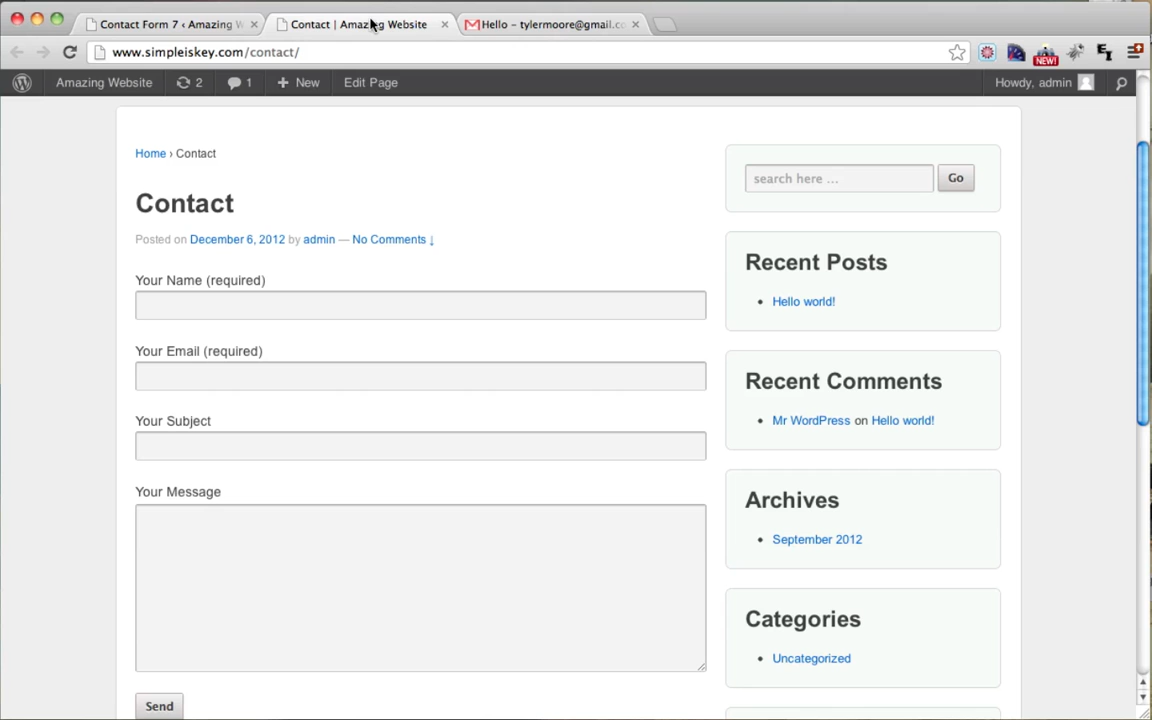 Contact Form 7 ‹ Amazing W
Contact | Amazing Website
Hello – tylermoore@gmail.co
www.simpleiskey.com/contact/
NEW!
Amazing Website
2
1
New
Edit Page
Howdy, admin
Home › Contact
Contact
Posted on December 6, 2012 by admin — No Comments ↓
Your Name (required)
Your Email (required)
Your Subject
Your Message
Send
search here ...
Go
Recent Posts
Hello world!
Recent Comments
Mr WordPress on Hello world!
Archives
September 2012
Categories
Uncategorized